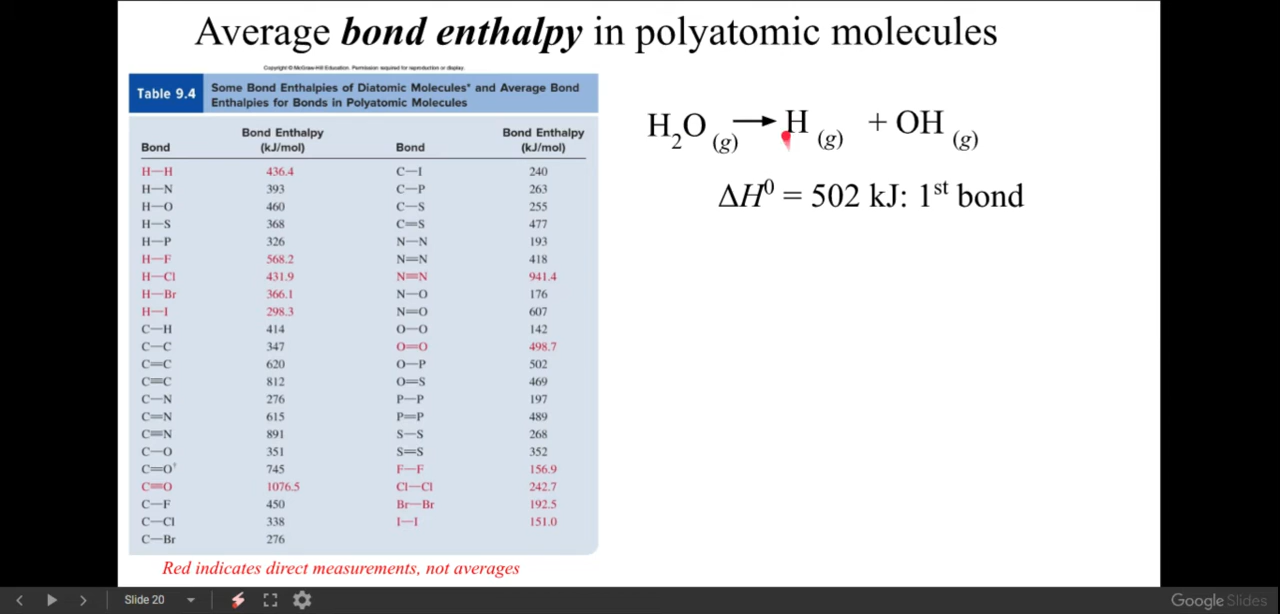 Average bond enthalpy in polyatomic molecules
Copyright © McGraw-Hill Education. Permission required for reproduction or display.
Table 9.4
Some Bond Enthalpies of Diatomic Molecules* and Average Bond
Enthalpies for Bonds in Polyatomic Molecules
Bond Enthalpy Bond Enthalpy
Bond (kJ/mol) Bond (kJ/mol)
H—H 436.4 C—I 240
H—N 393 C—P 263
H—O 460 C—S 255
H—S 368 C=S 477
H—P 326 N—N 193
H—F 568.2 N=N 418
H—Cl 431.9 N≡N 941.4
H—Br 366.1 N—O 176
H—I 298.3 N=O 607
C—H 414 O—O 142
C—C 347 O=O 498.7
C=C 620 O—P 502
C≡C 812 O=S 469
C—N 276 P—P 197
C=N 615 P=P 489
C≡N 891 S—S 268
C—O 351 S=S 352
C=O† 745 F—F 156.9
C≡O 1076.5 Cl—Cl 242.7
C—F 450 Br—Br 192.5
C—Cl 338 I—I 151.0
C—Br 276
Red indicates direct measurements, not averages
H₂O (g) → H (g) + OH (g)
ΔH⁰ = 502 kJ: 1st bond
Slide 20
Google Slides